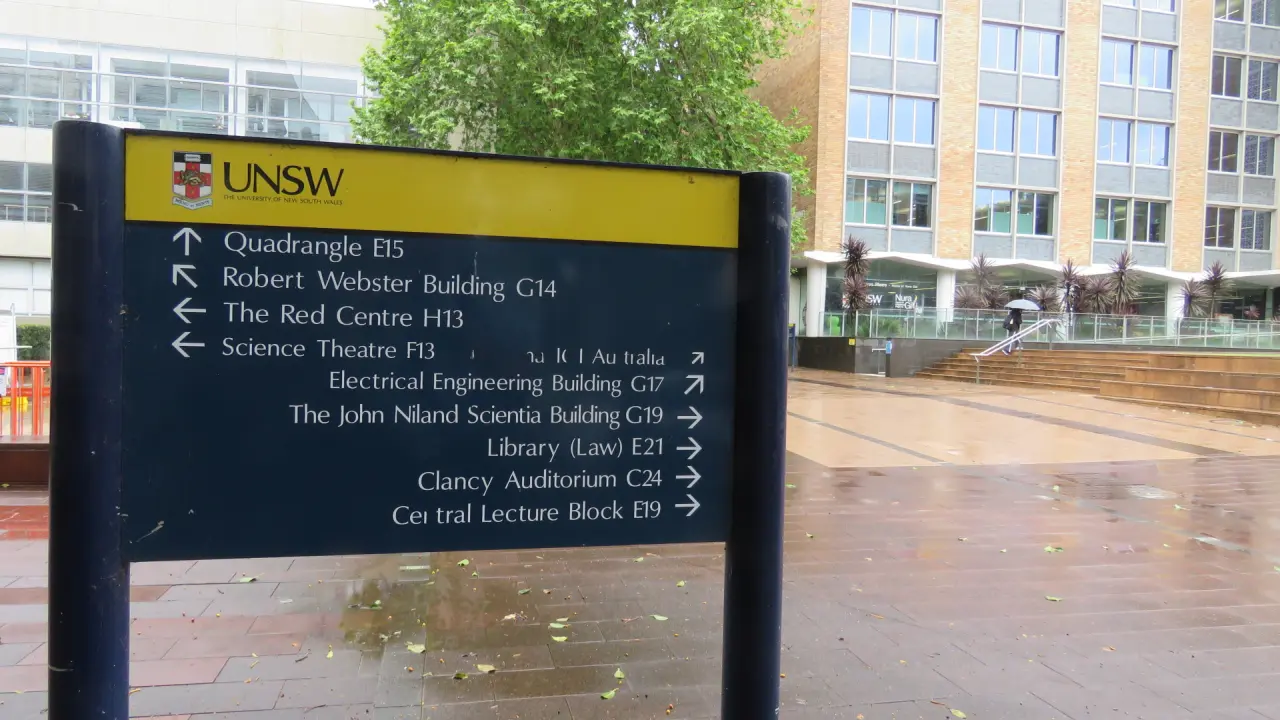 UNSW
THE UNIVERSITY OF NEW SOUTH WALES
↑ Quadrangle E15
↖ Robert Webster Building G14
← The Red Centre H13
← Science Theatre F13
↗
Electrical Engineering Building G17 ↗
The John Niland Scientia Building G19 →
Library (Law) E21 →
Clancy Auditorium C24 →
Central Lecture Block E19 →